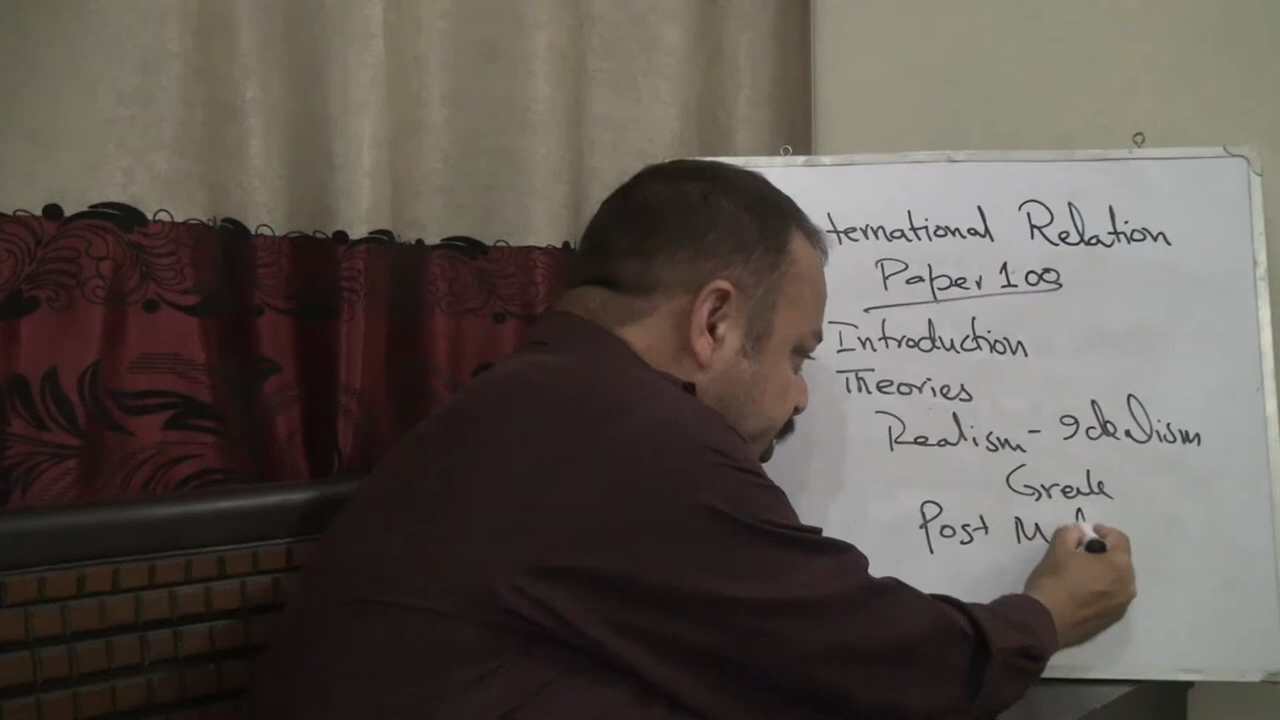 ternational Relation
Paper 100
Introduction
Theories
Realism - Idealism
Greek
Post M